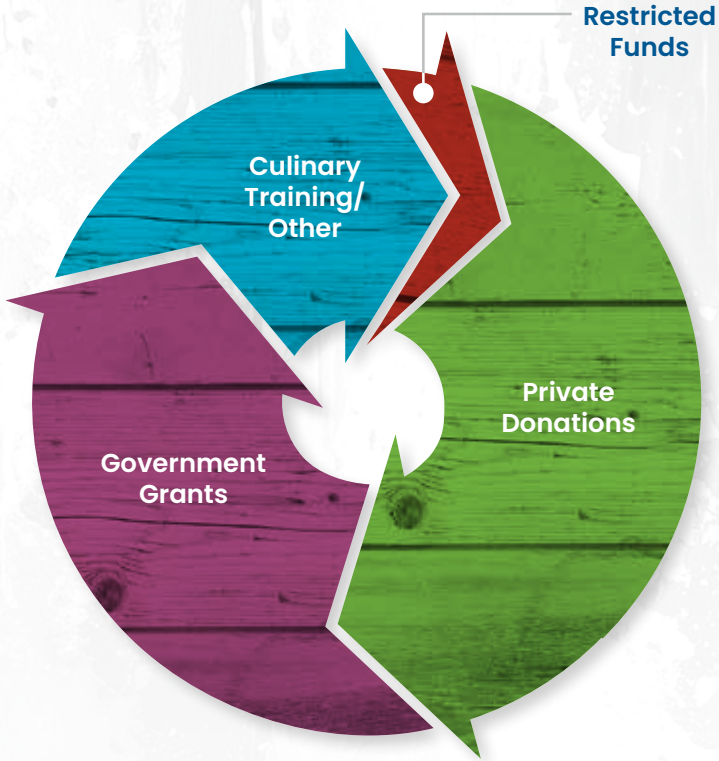 Restricted
Funds
Culinary
Training/
Other
Private
Donations
Government
Grants